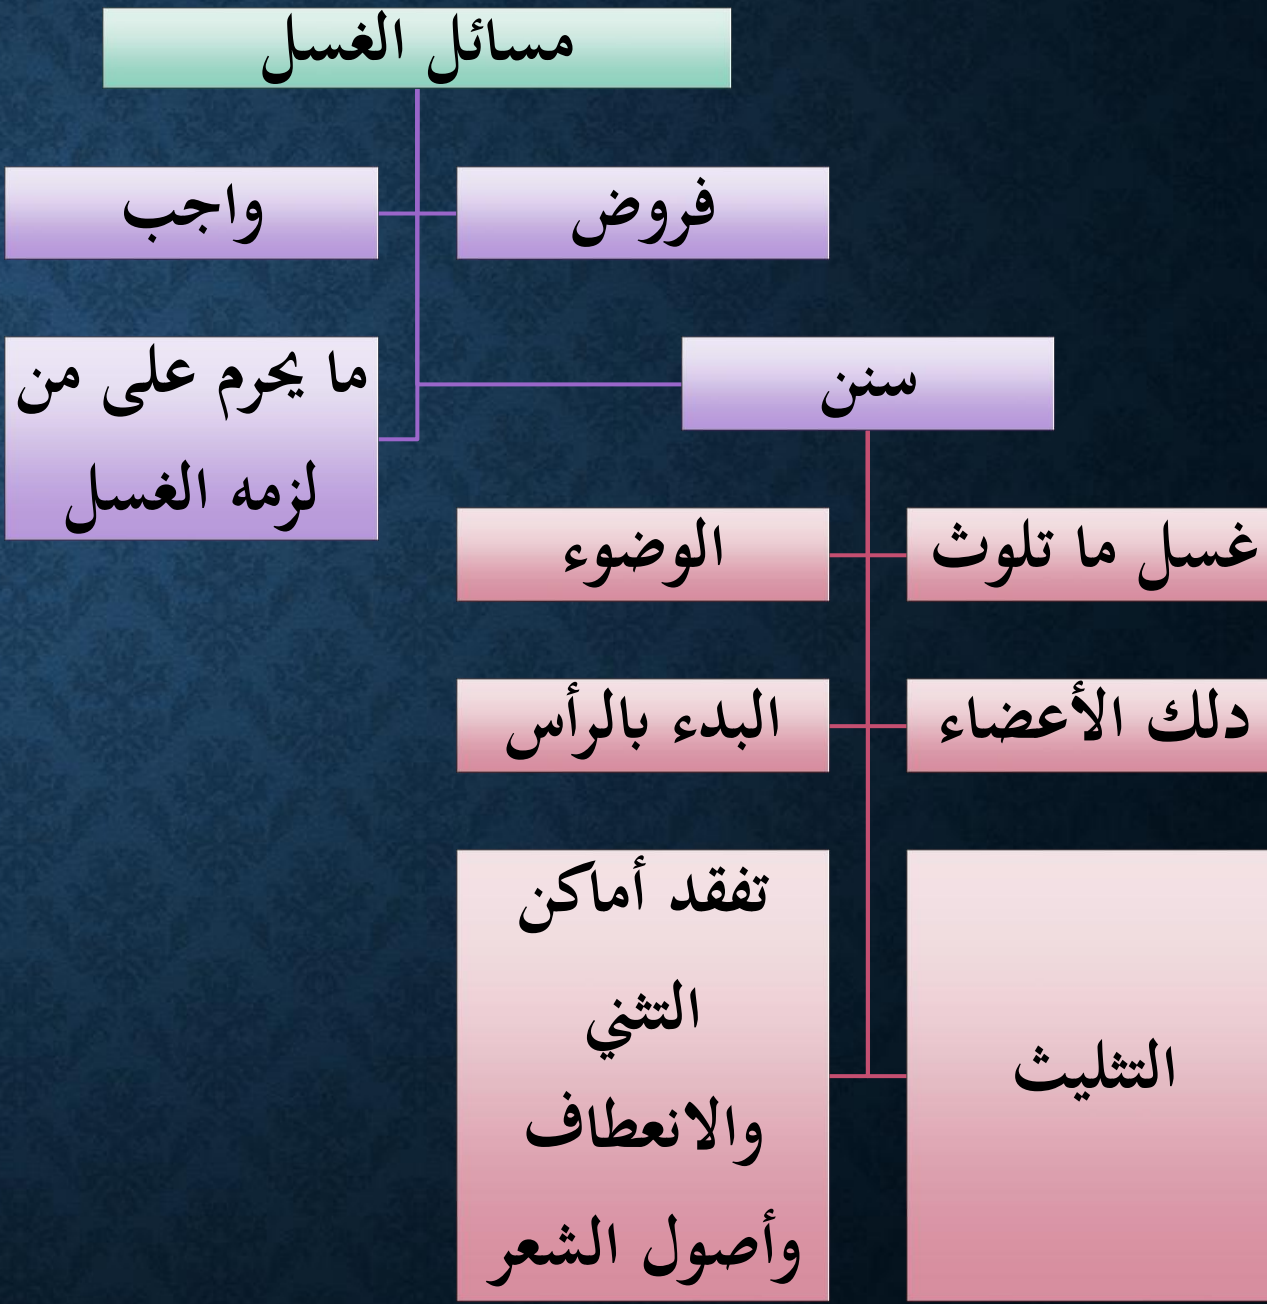 مسائل الغسل
فروض
واجب
سنن
ما يحرم على من
لزمه الغسل
غسل ما تلوث
الوضوء
دلك الأعضاء
البدء بالرأس
التثليث
تفقد أماكن
التثني
والانعطاف
وأصول الشعر